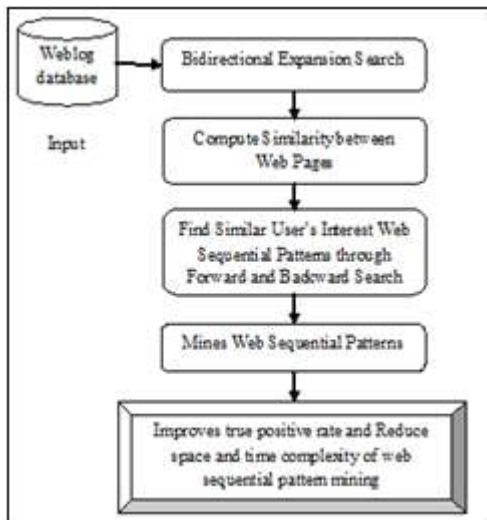 Weblog
database
Input
Bidirectional Expansion Search
Compute Similarity between
Web Pages
Find Similar User's Interest Web
Sequential Patterns through
Forward and Backward Search
Mines Web Sequential Patterns
Improves true positive rate and Reduce
space and time complexity of web
sequential pattern mining